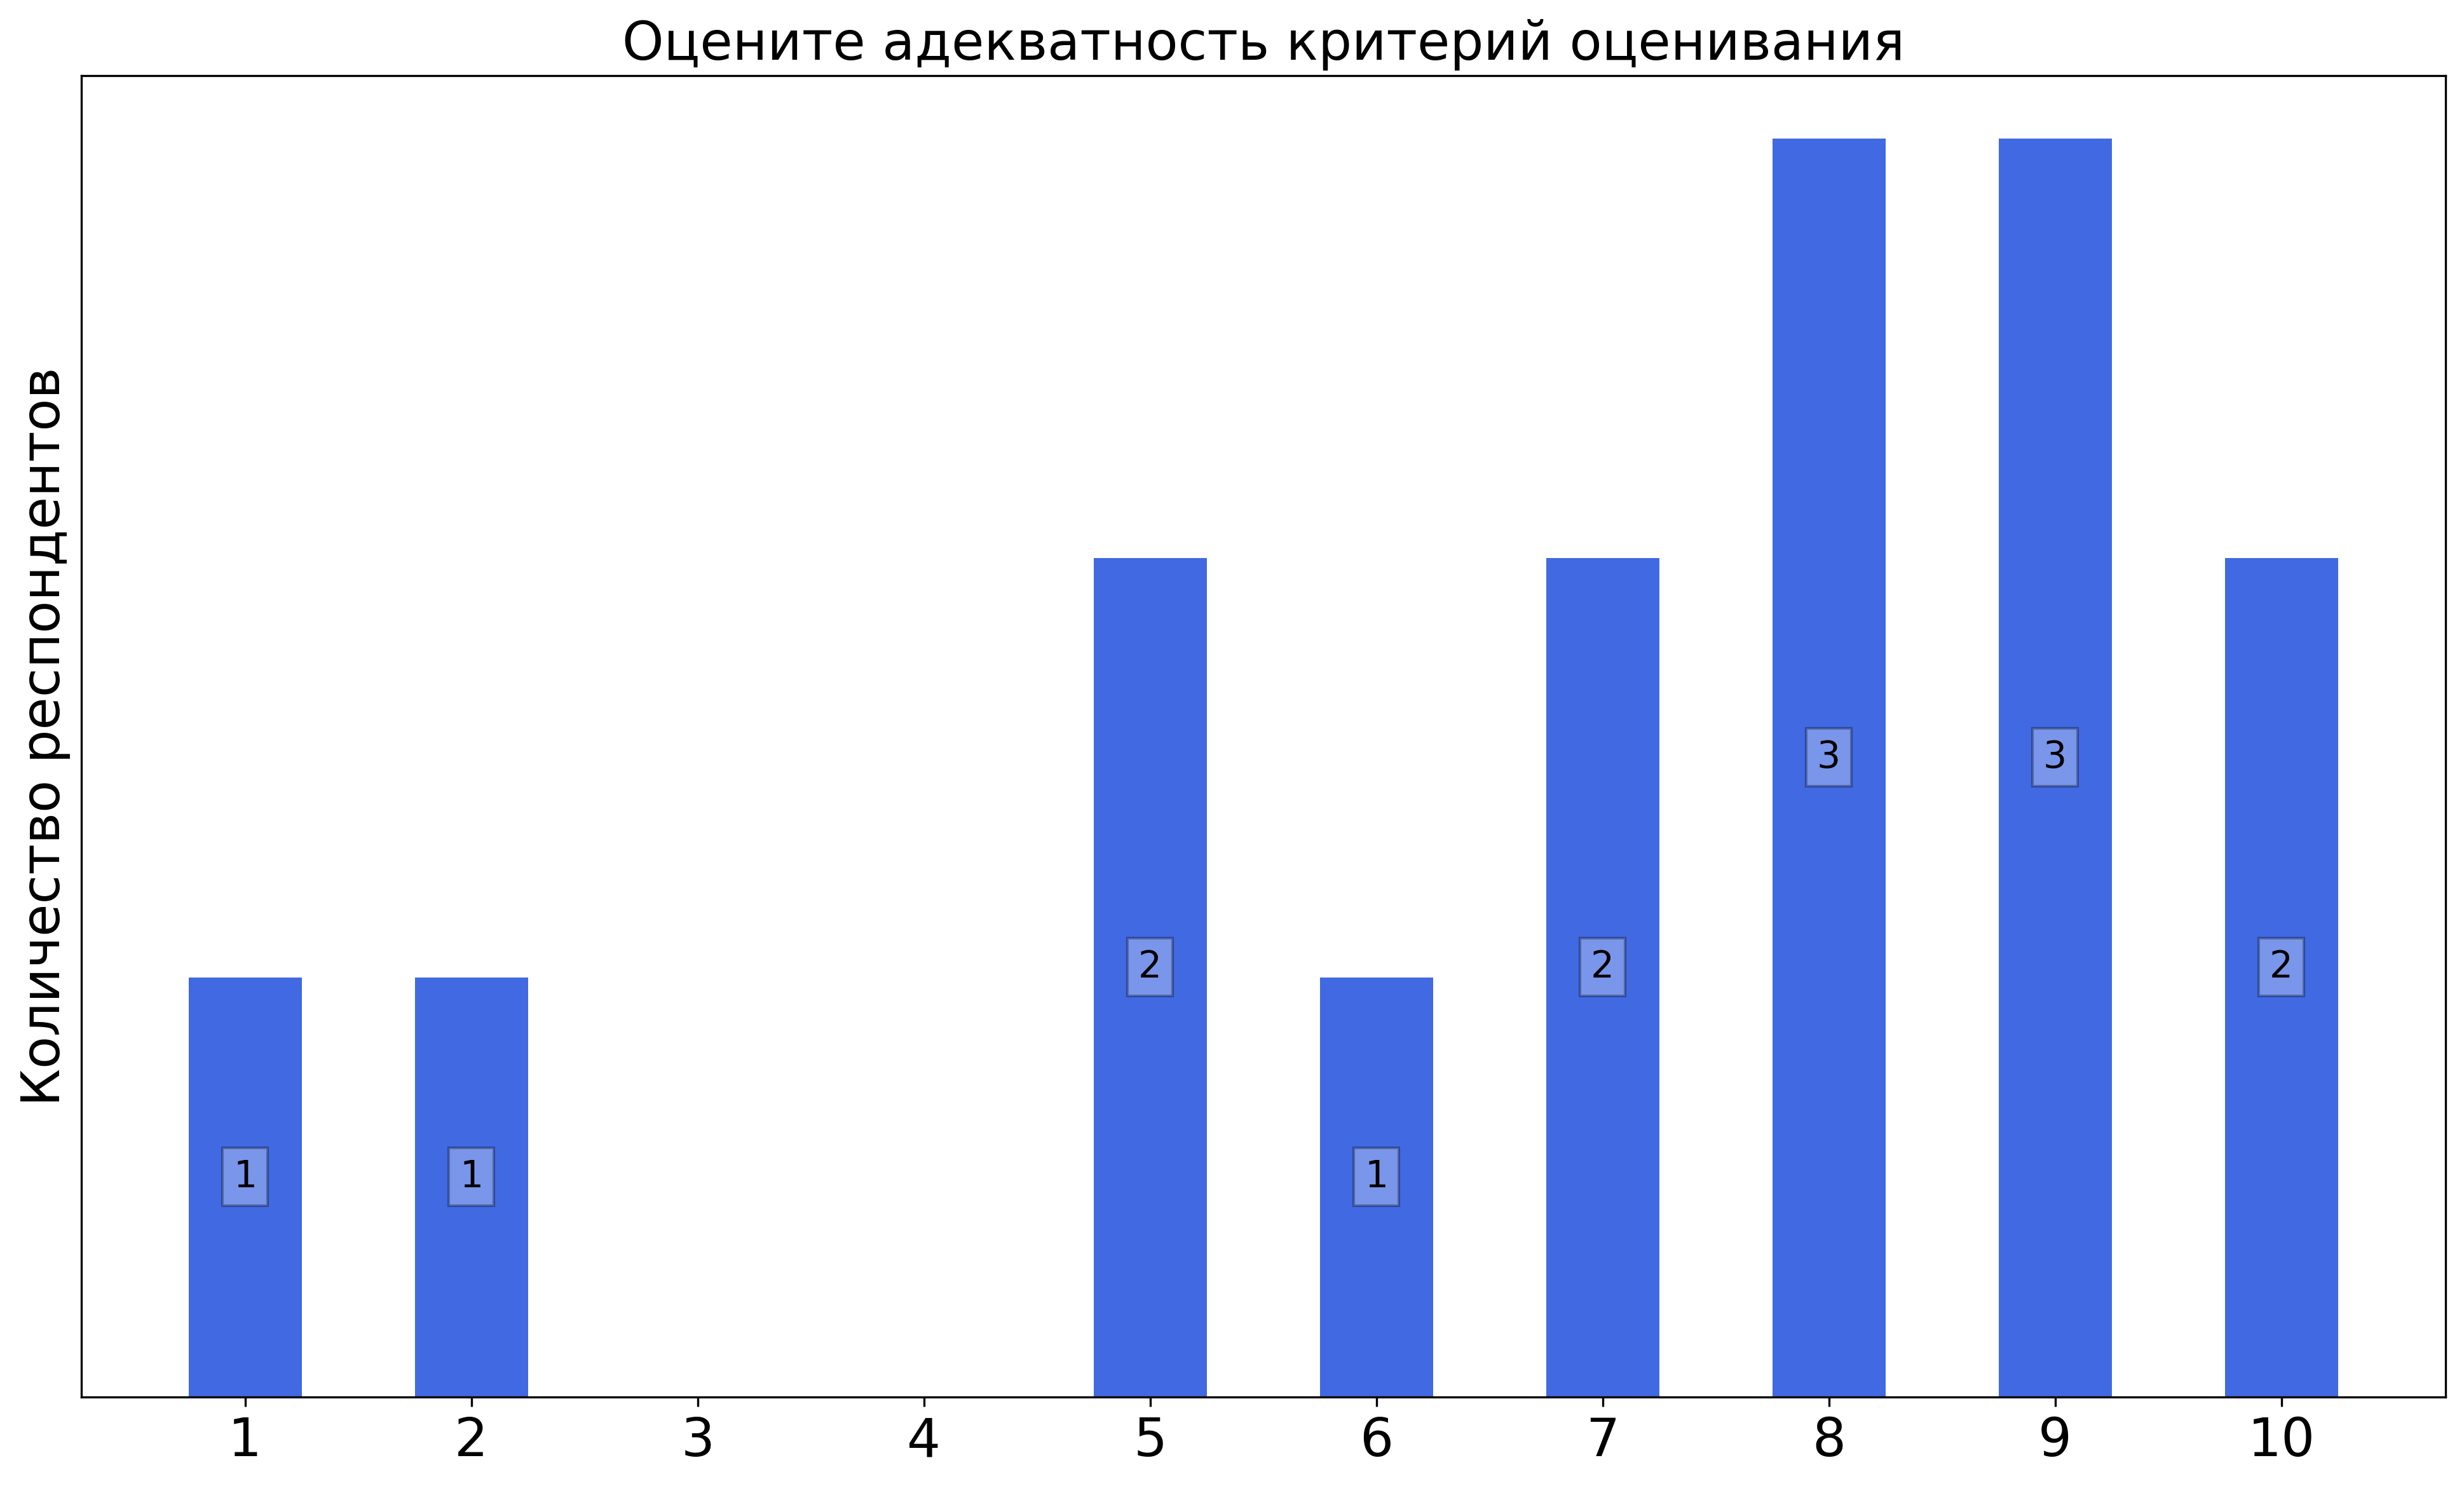 Оцените адекватность критерий оценивания
Количество респондентов
3 3
2 2 2
1 1 1
1 2 3 4 5 6 7 8 9 10